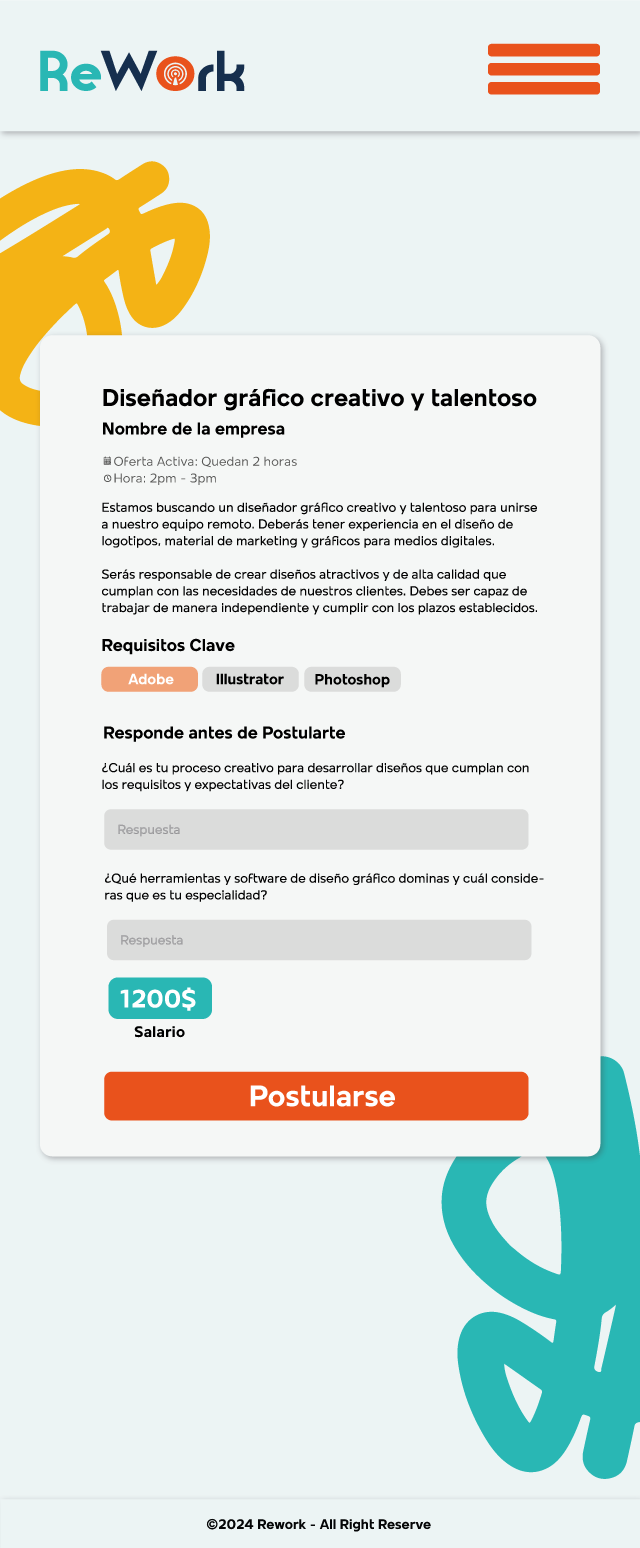 ReWork
Diseñador gráfico creativo y talentoso
Nombre de la empresa
Oferta Activa: Quedan 2 horas
Hora: 2pm - 3pm
Estamos buscando un diseñador gráfico creativo y talentoso para unirse
a nuestro equipo remoto. Deberás tener experiencia en el diseño de
logotipos, material de marketing y gráficos para medios digitales.
Serás responsable de crear diseños atractivos y de alta calidad que
cumplan con las necesidades de nuestros clientes. Debes ser capaz de
trabajar de manera independiente y cumplir con los plazos establecidos.
Requisitos Clave
Adobe Illustrator Photoshop
Responde antes de Postularte
¿Cuál es tu proceso creativo para desarrollar diseños que cumplan con
los requisitos y expectativas del cliente?
Respuesta
¿Qué herramientas y software de diseño gráfico dominas y cuál conside-
ras que es tu especialidad?
Respuesta
1200$
Salario
Postularse
©2024 Rework - All Right Reserve